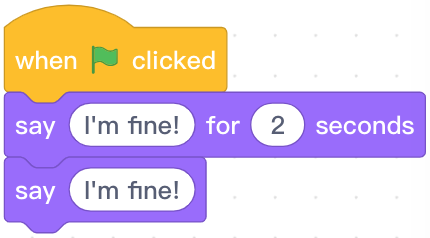 when clicked
say I'm fine! for 2 seconds
say I'm fine!